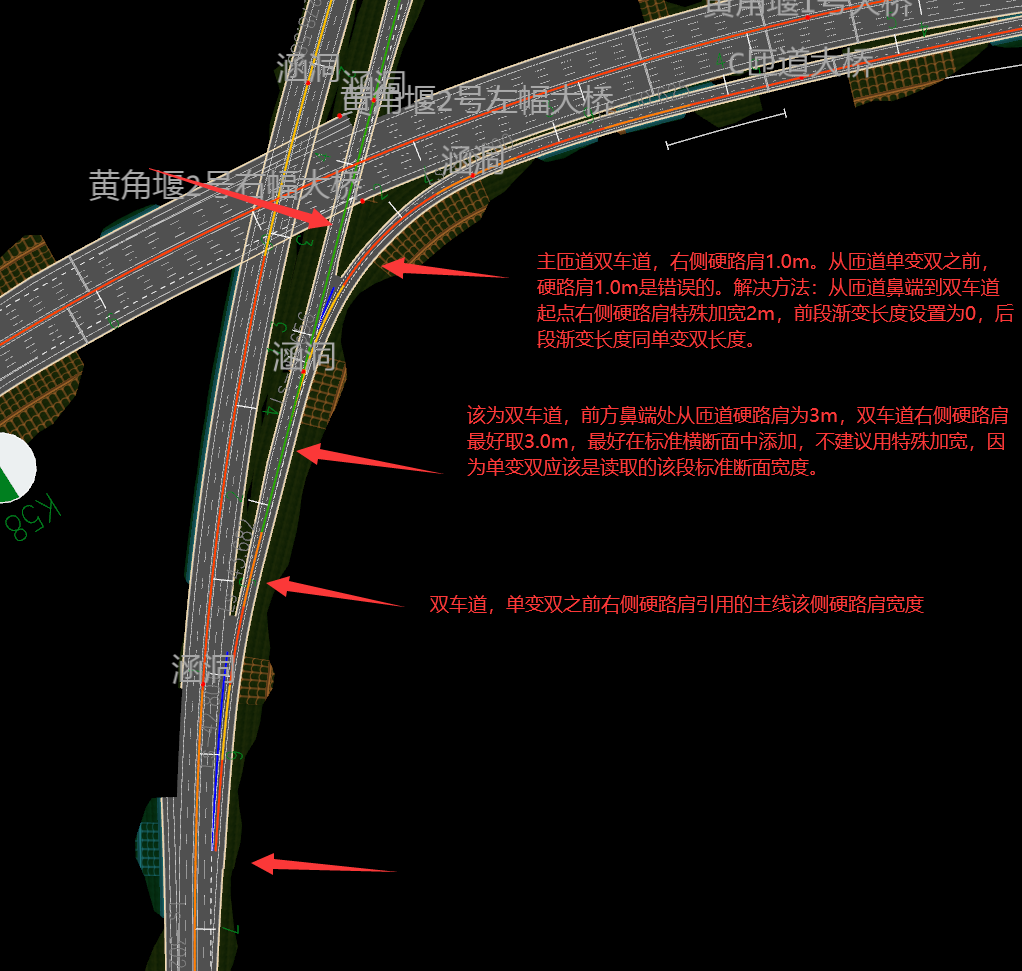 黄角堰1号大桥
C匝道大桥
涵洞
涵洞
黄角堰2号左幅大桥
涵洞
黄角堰2号右幅大桥
主匝道双车道，右侧硬路肩1.0m。从匝道单变双之前，
硬路肩1.0m是错误的。解决方法：从匝道鼻端到双车道
起点右侧硬路肩特殊加宽2m，前段渐变长度设置为0，后
段渐变长度同单变双长度。
涵洞
该为双车道，前方鼻端处从匝道硬路肩为3m，双车道右侧硬路肩
最好取3.0m，最好在标准横断面中添加，不建议用特殊加宽，因
为单变双应该是读取的该段标准断面宽度。
K58
双车道，单变双之前右侧硬路肩引用的主线该侧硬路肩宽度
涵洞
3
4
6
7